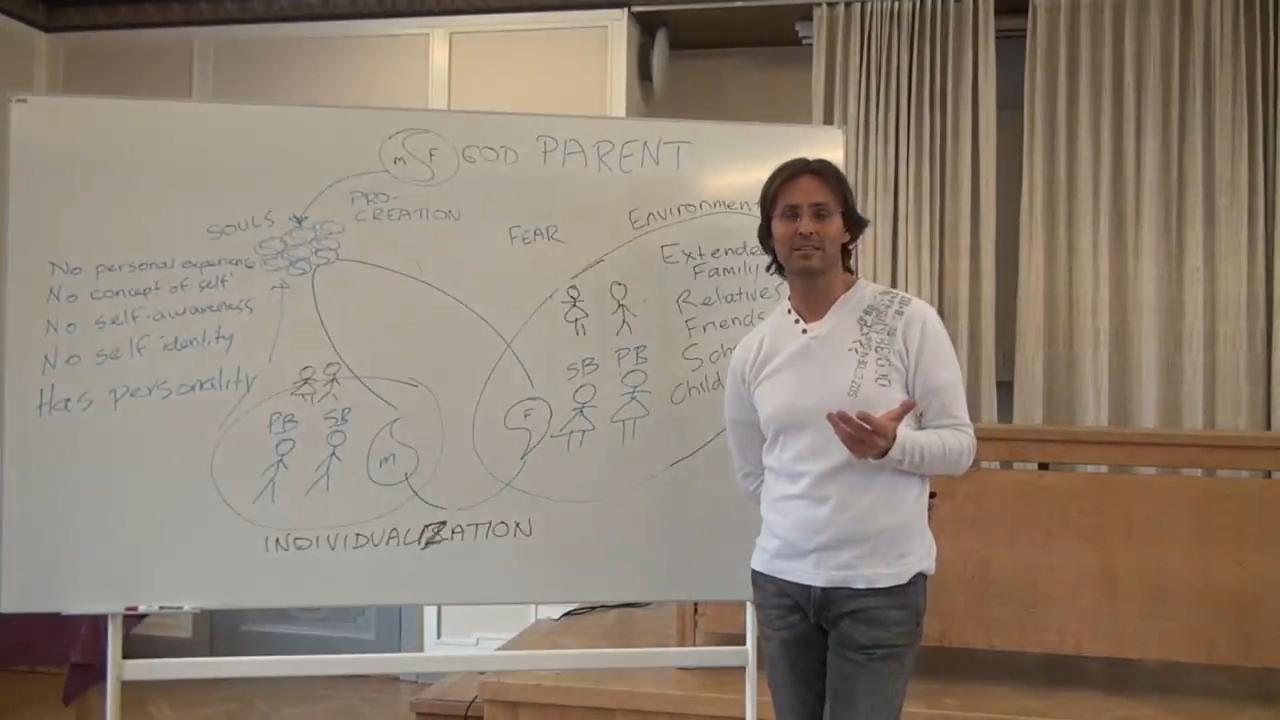 M F GOD PARENT
PRO-
CREATION
SOULS
No personal experience
No concept of self
No self-awareness
No self identity
Has personality
FEAR
Environment
Extended
Family
Relatives
Friends
Child
PB SB
M
F
SB PB
INDIVIDUALIZATION